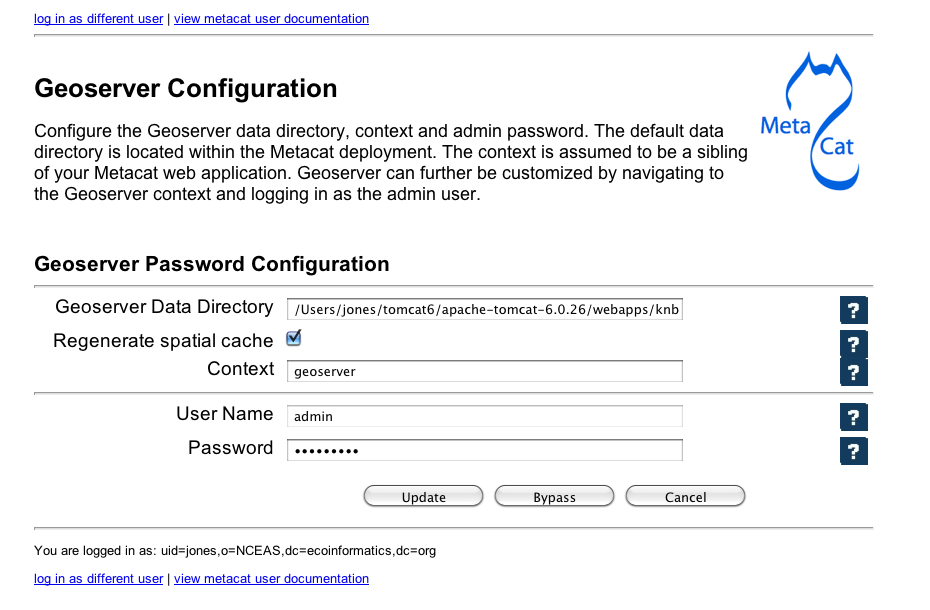 log in as different user | view metacat user documentation
Geoserver Configuration
Configure the Geoserver data directory, context and admin password. The default data
directory is located within the Metacat deployment. The context is assumed to be a sibling
of your Metacat web application. Geoserver can further be customized by navigating to
the Geoserver context and logging in as the admin user.
Meta
Cat
Geoserver Password Configuration
Geoserver Data Directory /Users/jones/tomcat6/apache-tomcat-6.0.26/webapps/knb ?
Regenerate spatial cache ?
Context geoserver ?
User Name admin ?
Password ••••••••• ?
Update Bypass Cancel
You are logged in as: uid=jones,o=NCEAS,dc=ecoinformatics,dc=org
log in as different user | view metacat user documentation